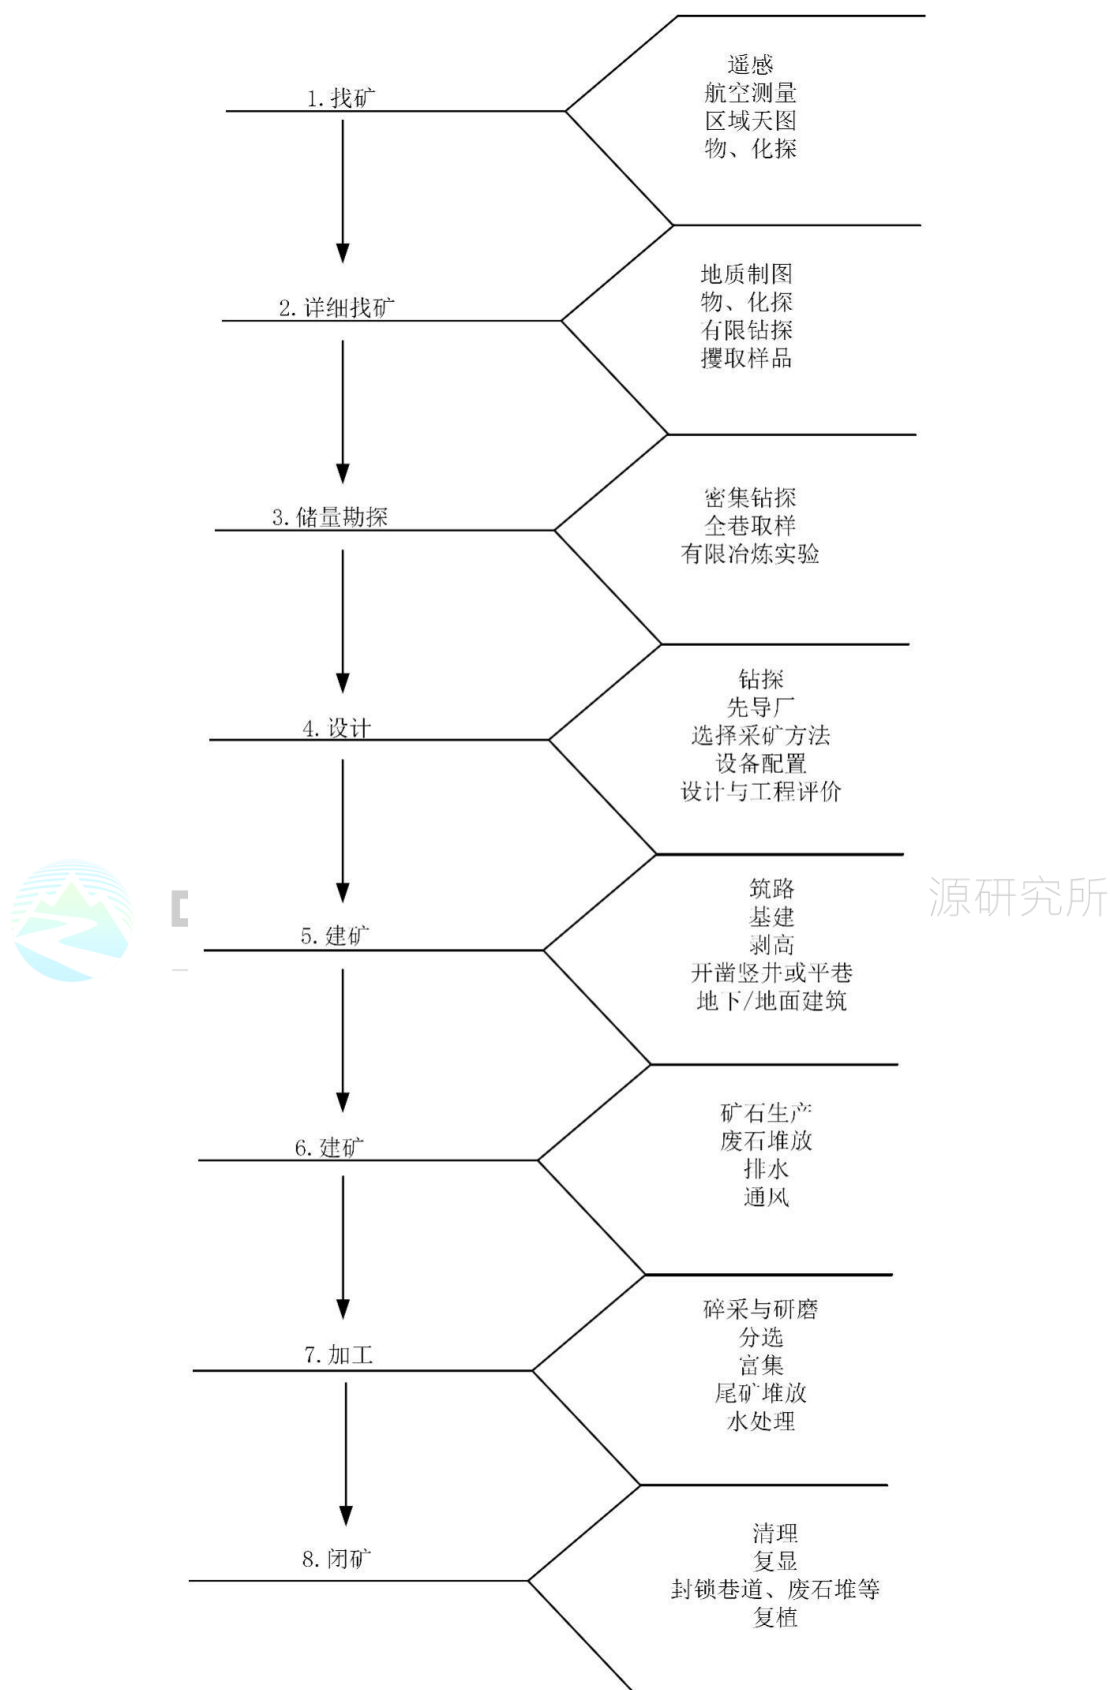 1.找矿
遥感
航空测量
区域天图
物、化探
2.详细找矿
地质制图
物、化探
有限钻探
攫取样品
3.储量勘探
密集钻探
全巷取样
有限冶炼实验
4.设计
钻探
先导厂
选择采矿方法
设备配置
设计与工程评价
5.建矿
筑路
基建
剥高
开凿竖井或平巷
地下/地面建筑
源研究所
6.建矿
矿石生产
废石堆放
排水
通风
7.加工
碎采与研磨
分选
富集
尾矿堆放
水处理
8.闭矿
清理
复显
封锁巷道、废石堆等
复植